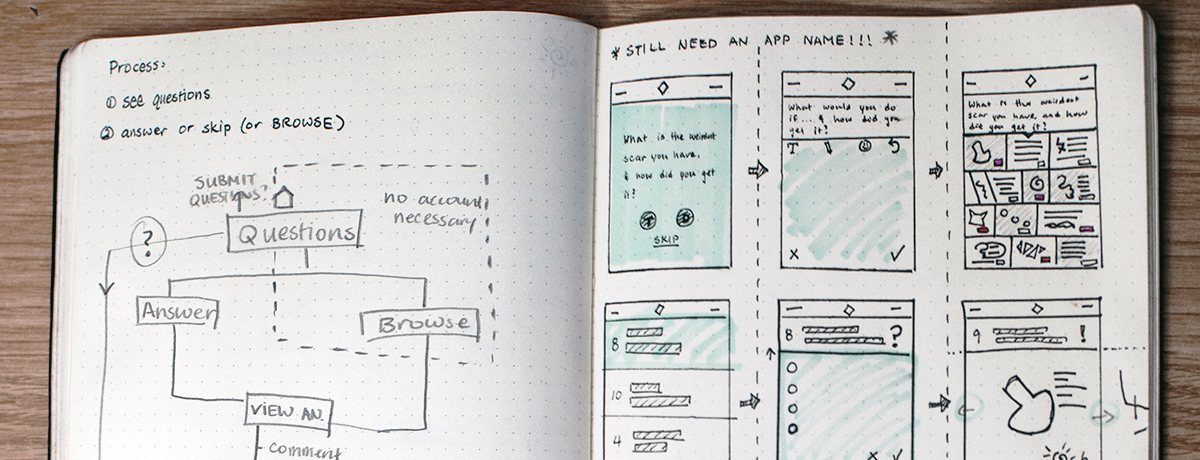 Process:
① see questions
② answer or skip (or BROWSE)
SUBMIT
QUESTIONS?
no account
necessary
?
Questions
Answer
Browse
VIEW AN.
- comment
* STILL NEED AN APP NAME!!! *
What is the weirdest
scar you have,
& how did you get
it?
SKIP
What would you do
if ... & how did you
get it?
T
x ✓
What is the weirdest
scar you have, and how
did you get it?
8
10
4
8 ?
x ✓
9 !